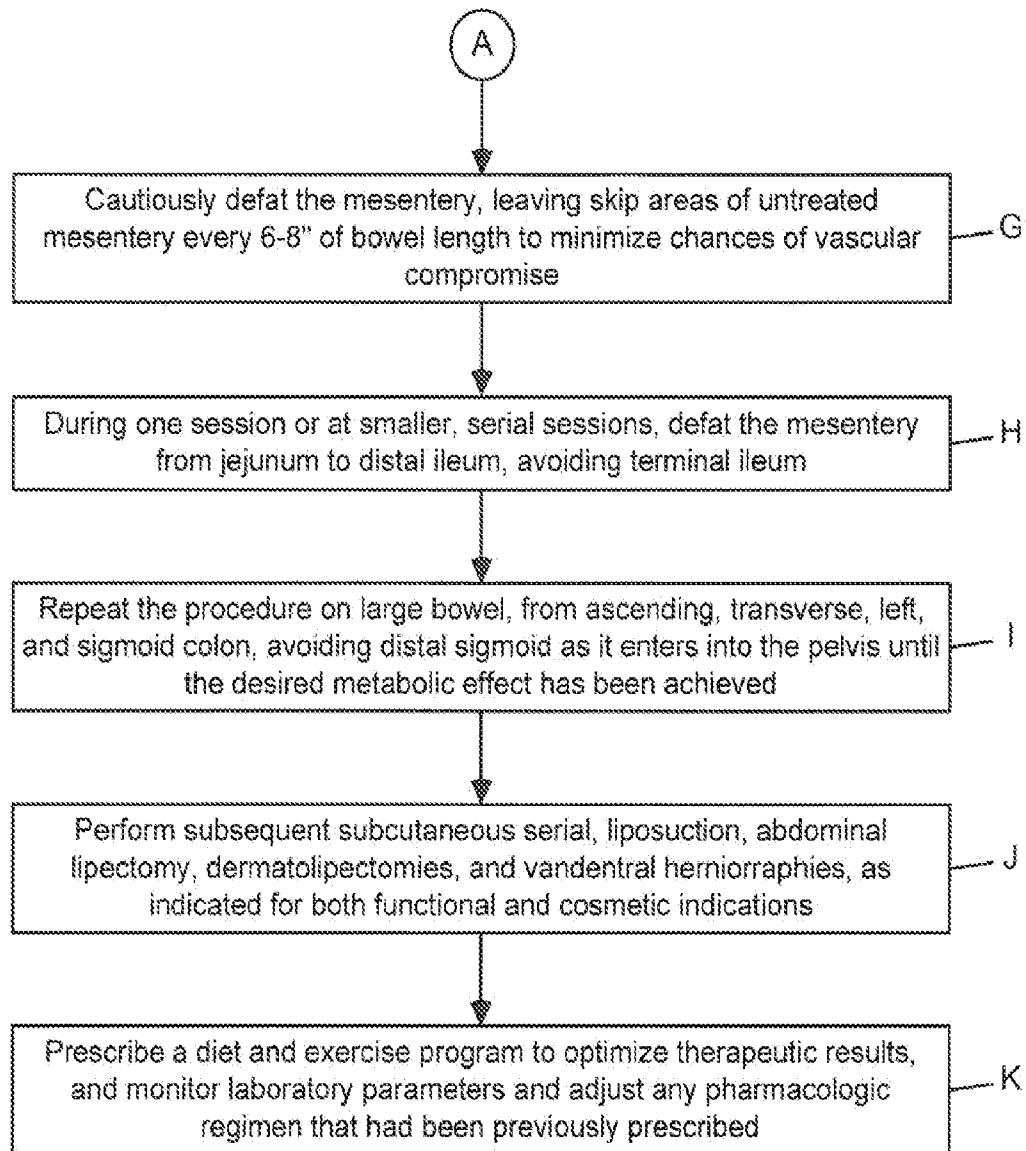 A
Cautiously defat the mesentery, leaving skip areas of untreated
mesentery every 6-8" of bowel length to minimize chances of vascular
compromise
G
During one session or at smaller, serial sessions, defat the mesentery
from jejunum to distal ileum, avoiding terminal ileum
H
Repeat the procedure on large bowel, from ascending, transverse, left,
and sigmoid colon, avoiding distal sigmoid as it enters into the pelvis until
the desired metabolic effect has been achieved
I
Perform subsequent subcutaneous serial, liposuction, abdominal
lipectomy, dermatolipectomies, and vandentral herniorraphies, as
indicated for both functional and cosmetic indications
J
Prescribe a diet and exercise program to optimize therapeutic results,
and monitor laboratory parameters and adjust any pharmacologic
regimen that had been previously prescribed
K